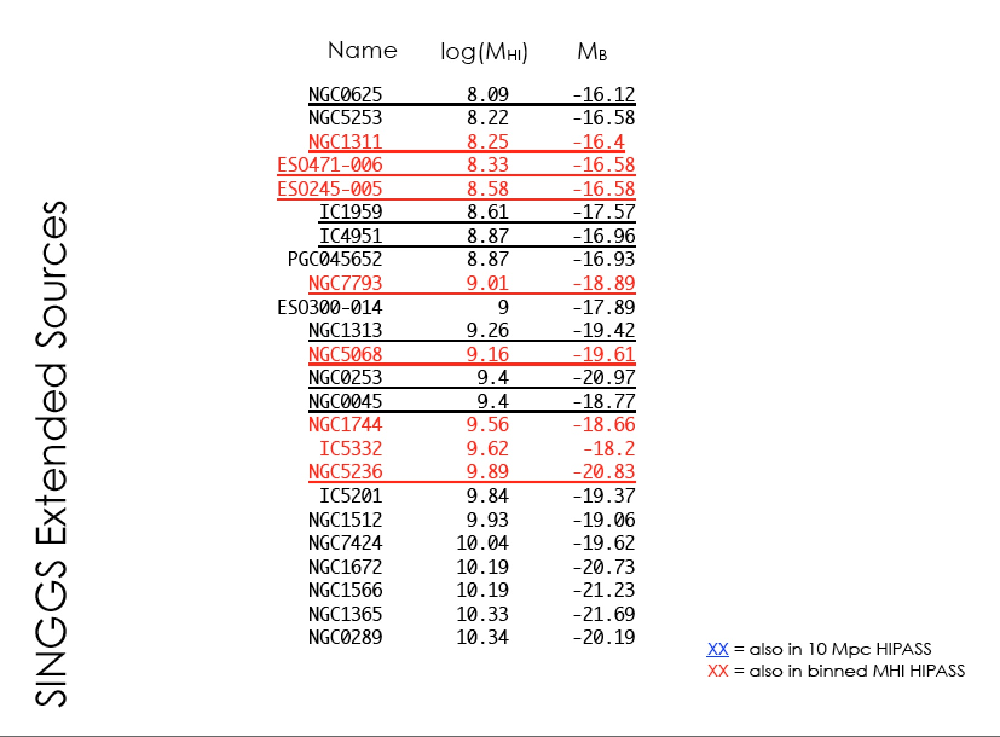 SINGGS Extended Sources
Name log(MHI) MB
NGC0625 8.09 -16.12
NGC5253 8.22 -16.58
NGC1311 8.25 -16.4
ESO471-006 8.33 -16.58
ESO245-005 8.58 -16.58
IC1959 8.61 -17.57
IC4951 8.87 -16.96
PGC045652 8.87 -16.93
NGC7793 9.01 -18.89
ESO300-014 9 -17.89
NGC1313 9.26 -19.42
NGC5068 9.16 -19.61
NGC0253 9.4 -20.97
NGC0045 9.4 -18.77
NGC1744 9.56 -18.66
IC5332 9.62 -18.2
NGC5236 9.89 -20.83
IC5201 9.84 -19.37
NGC1512 9.93 -19.06
NGC7424 10.04 -19.62
NGC1672 10.19 -20.73
NGC1566 10.19 -21.23
NGC1365 10.33 -21.69
NGC0289 10.34 -20.19
XX = also in 10 Mpc HIPASS
XX = also in binned MHI HIPASS